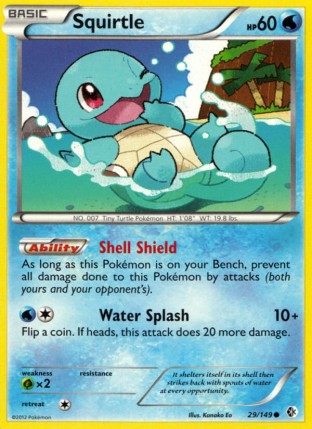 BASIC
Squirtle
HP60
NO. 007 Tiny Turtle Pokémon HT: 1'08" WT: 19.8 lbs.
Ability Shell Shield
As long as this Pokémon is on your Bench, prevent
all damage done to this Pokémon by attacks (both
yours and your opponent's).
Water Splash 10+
Flip a coin. If heads, this attack does 20 more damage.
weakness resistance
×2
retreat
It shelters itself in its shell then
strikes back with spouts of water
at every opportunity.
©2012 Pokémon
Illus. Kanako Eo
29/149